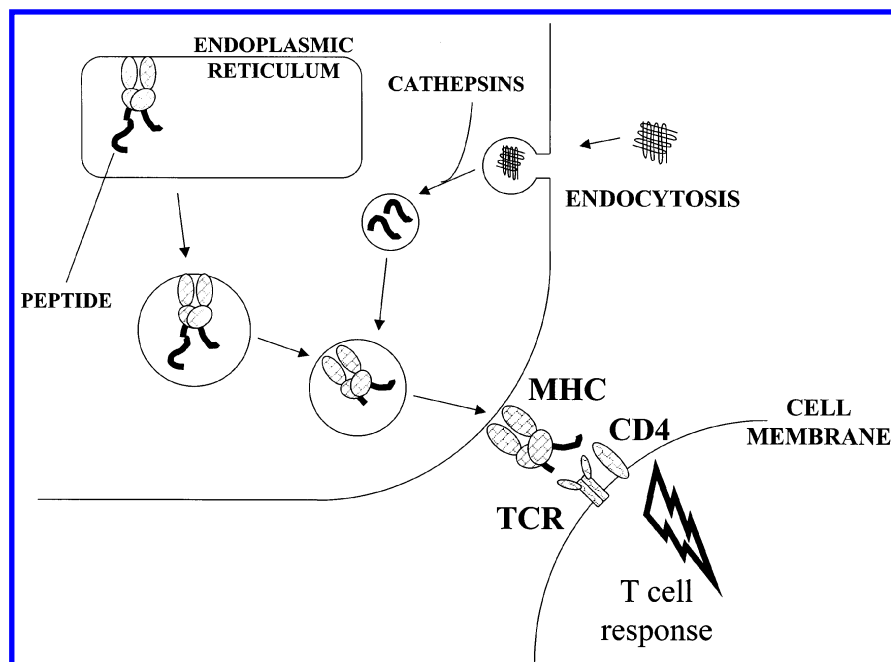 ENDOPLASMIC
RETICULUM
CATHEPSINS
ENDOCYTOSIS
PEPTIDE
MHC
CD4
CELL
MEMBRANE
TCR
T cell
response